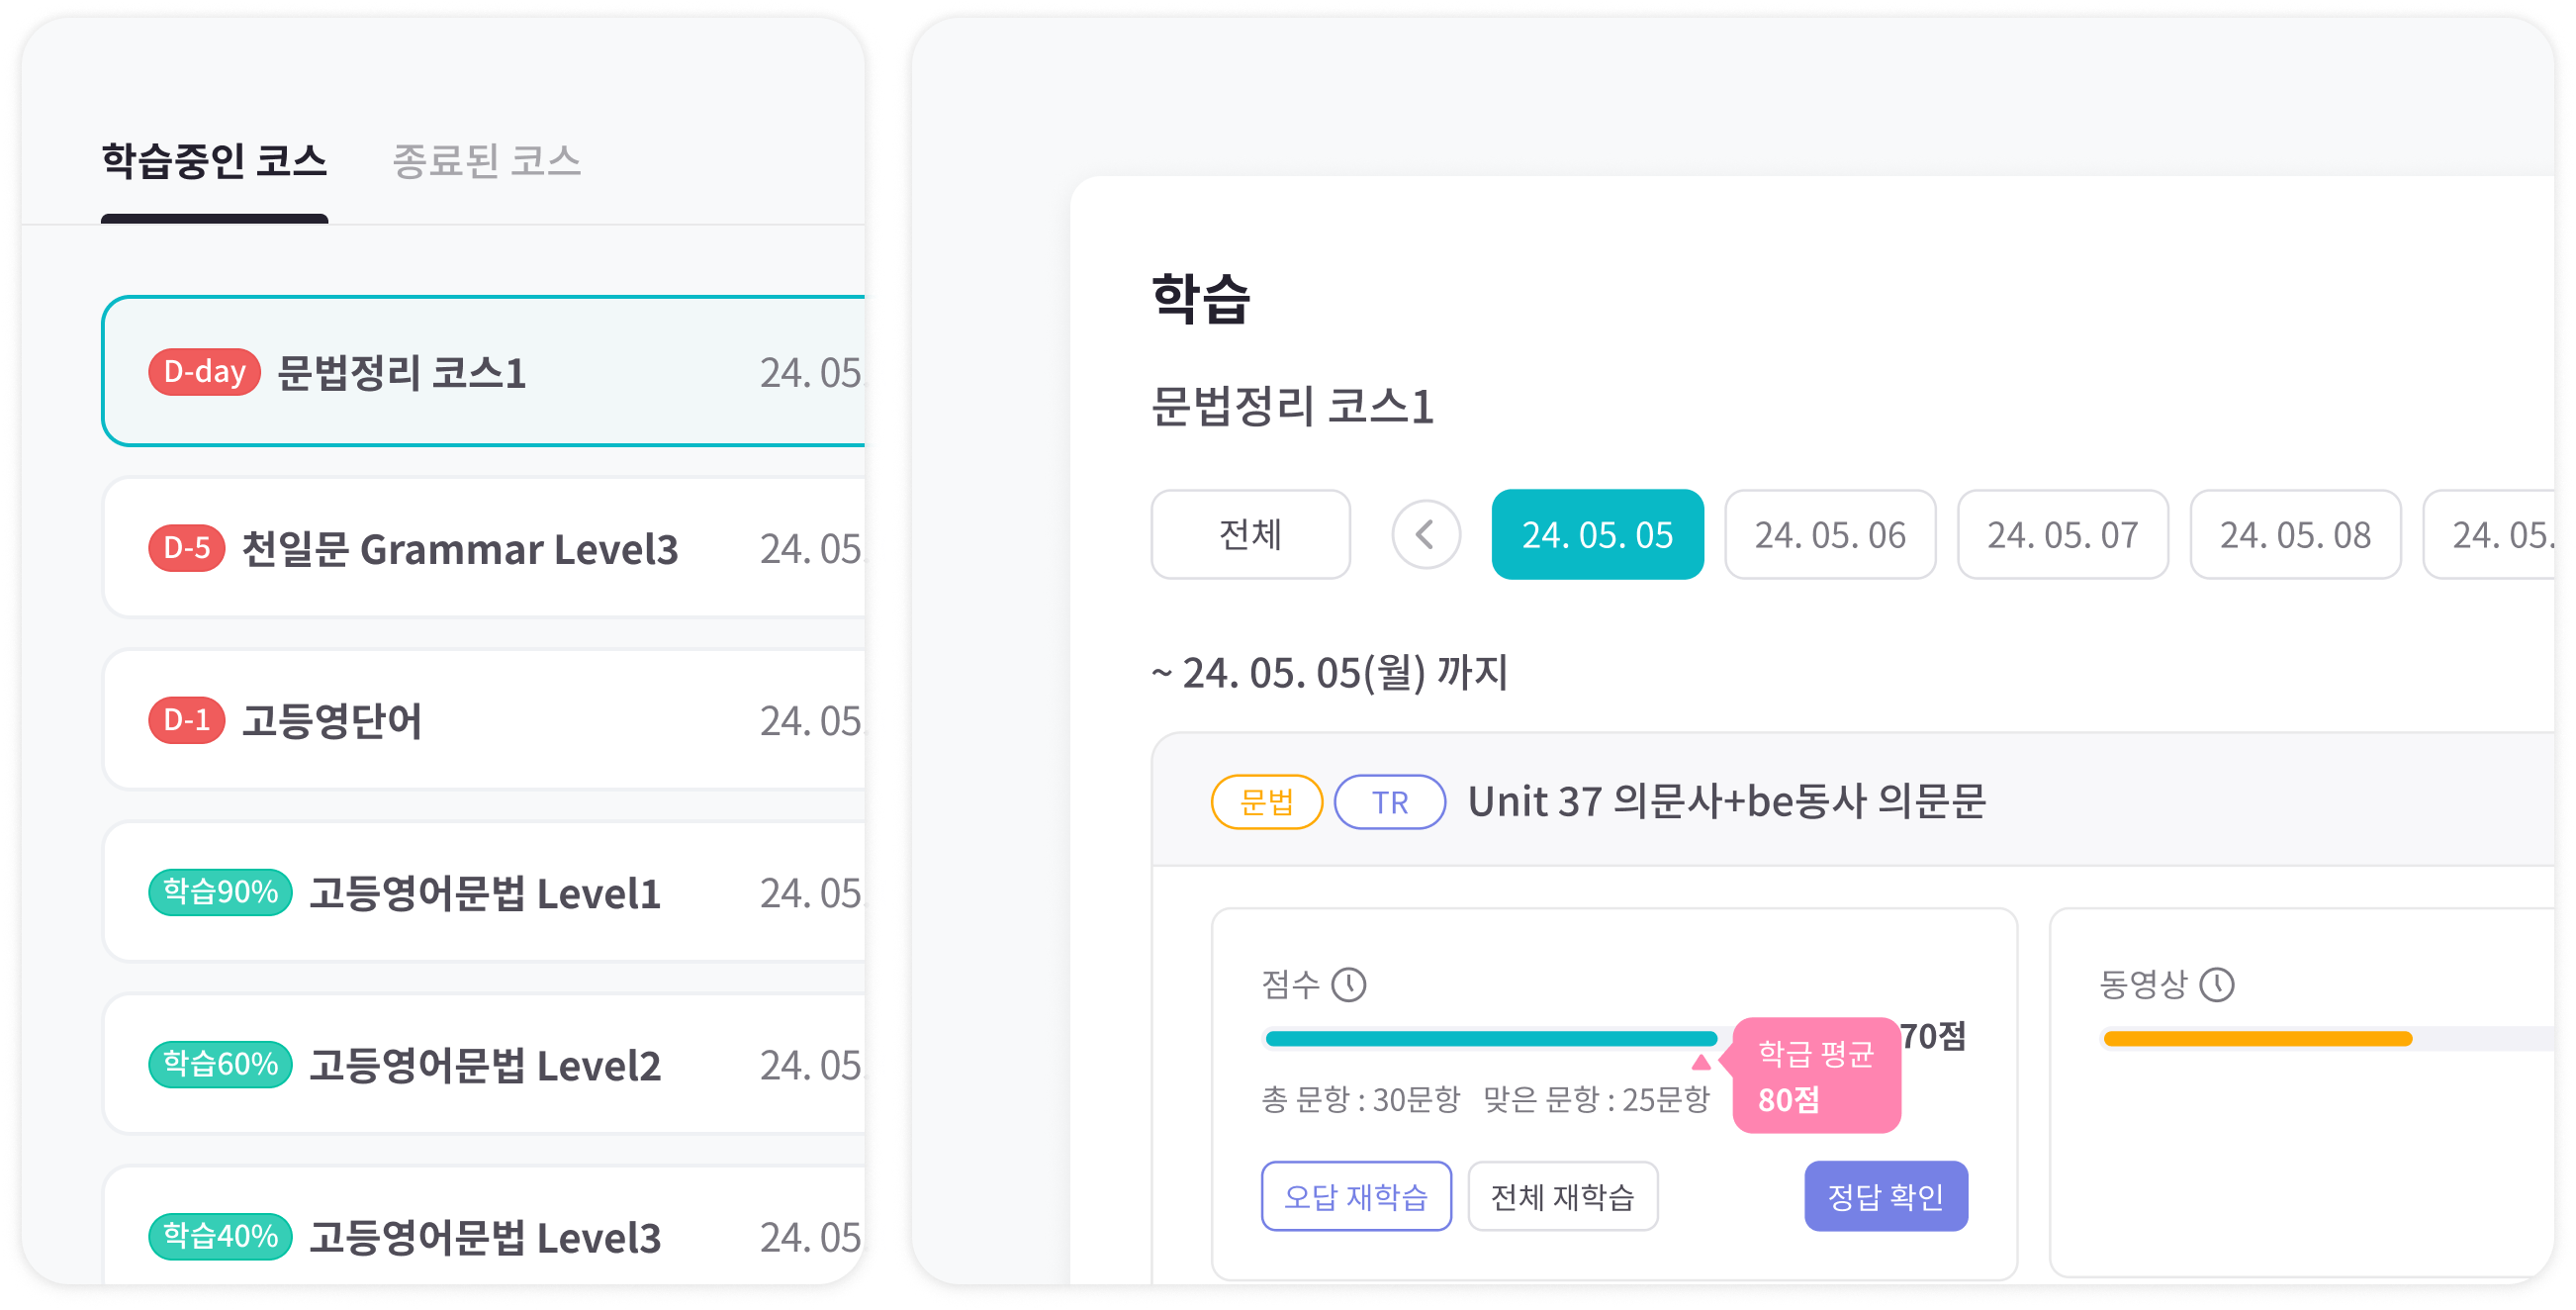 학습중인 코스 종료된 코스
D-day 문법정리 코스1 24. 05.
D-5 천일문 Grammar Level3 24. 05.
D-1 고등영단어 24. 05.
학습90% 고등영어문법 Level1 24. 05.
학습60% 고등영어문법 Level2 24. 05.
학습40% 고등영어문법 Level3 24. 05
학습
문법정리 코스1
전체 24. 05. 05 24. 05. 06 24. 05. 07 24. 05. 08 24. 05.
~ 24. 05. 05(월) 까지
문법 TR Unit 37 의문사+be동사 의문문
점수
70점
학급 평균
80점
총 문항 : 30문항 맞은 문항 : 25문항
오답 재학습 전체 재학습 정답 확인
동영상